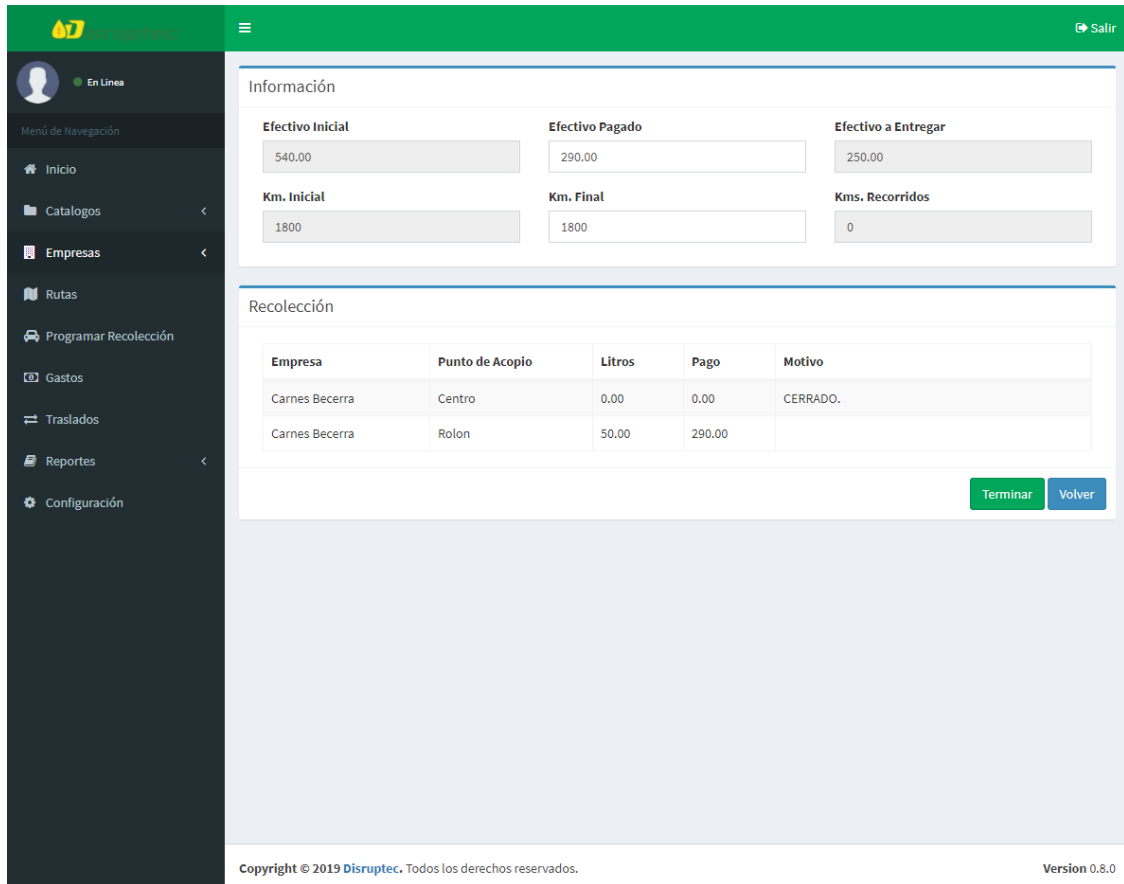 Salir
En Linea
Menú de Navegación
Inicio
Catalogos
Empresas
Rutas
Programar Recolección
Gastos
Traslados
Reportes
Configuración
Información
Efectivo Inicial Efectivo Pagado Efectivo a Entregar
540.00 290.00 250.00
Km. Inicial Km. Final Kms. Recorridos
1800 1800 0
Recolección
Empresa Punto de Acopio Litros Pago Motivo
Carnes Becerra Centro 0.00 0.00 CERRADO.
Carnes Becerra Rolon 50.00 290.00
Terminar Volver
Copyright © 2019 Disruptec. Todos los derechos reservados. Version 0.8.0